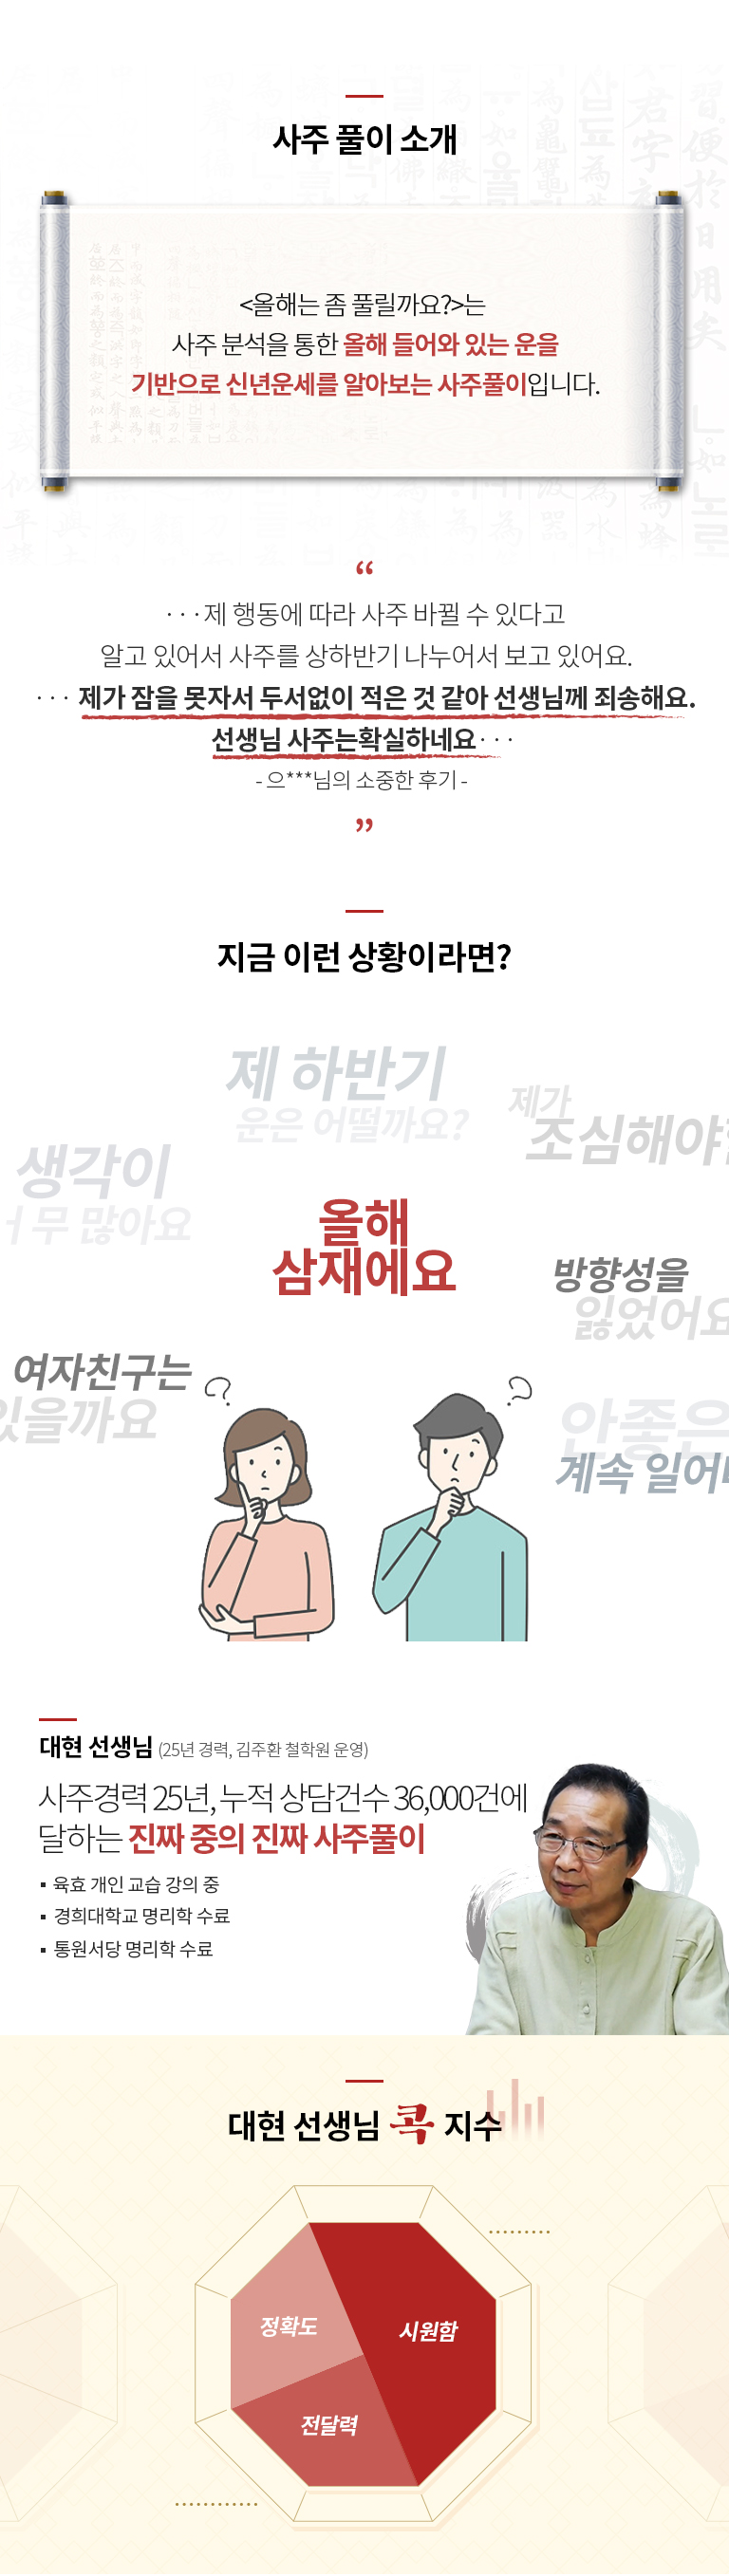 사주 풀이 소개
<올해는 좀 풀릴까요?>는
사주 분석을 통한 올해 들어와 있는 운을
기반으로 신년운세를 알아보는 사주풀이입니다.
“
· · · 제 행동에 따라 사주 바뀔 수 있다고
알고 있어서 사주를 상하반기 나누어서 보고 있어요.
· · · 제가 잠을 못자서 두서없이 적은 것 같아 선생님께 죄송해요.
선생님 사주는확실하네요 · · ·
- 으***님의 소중한 후기 -
”
지금 이런 상황이라면?
제 하반기
운은 어떨까요?
제가
조심해야
생각이
무 많아요
올해
삼재에요
방향성을
잃었어요
여자친구는
있을까요
안좋은
계속 일어
대현 선생님 (25년 경력, 김주환 철학원 운영)
사주경력 25년, 누적 상담건수 36,000건에
달하는 진짜 중의 진짜 사주풀이
▪ 육효 개인 교습 강의 중
▪ 경희대학교 명리학 수료
▪ 통원서당 명리학 수료
대현 선생님 콕 지수
정확도
시원함
전달력